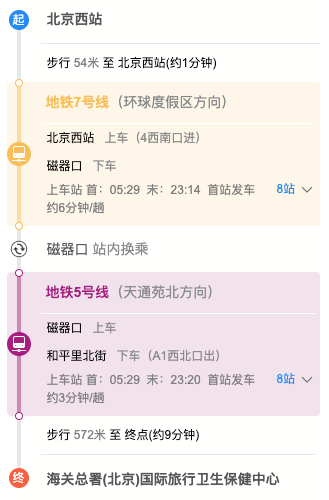 起 北京西站
步行 54米 至 北京西站(约1分钟)
地铁7号线（环球度假区方向）
北京西站 上车（4西南口进）
磁器口 下车
上车站 首：05:29 末：23:14 首站发车 8站
约6分钟/趟
磁器口 站内换乘
地铁5号线（天通苑北方向）
磁器口 上车
和平里北街 下车（A1西北口出）
上车站 首：05:29 末：23:20 首站发车 8站
约3分钟/趟
步行 572米 至 终点(约9分钟)
终 海关总署(北京)国际旅行卫生保健中心